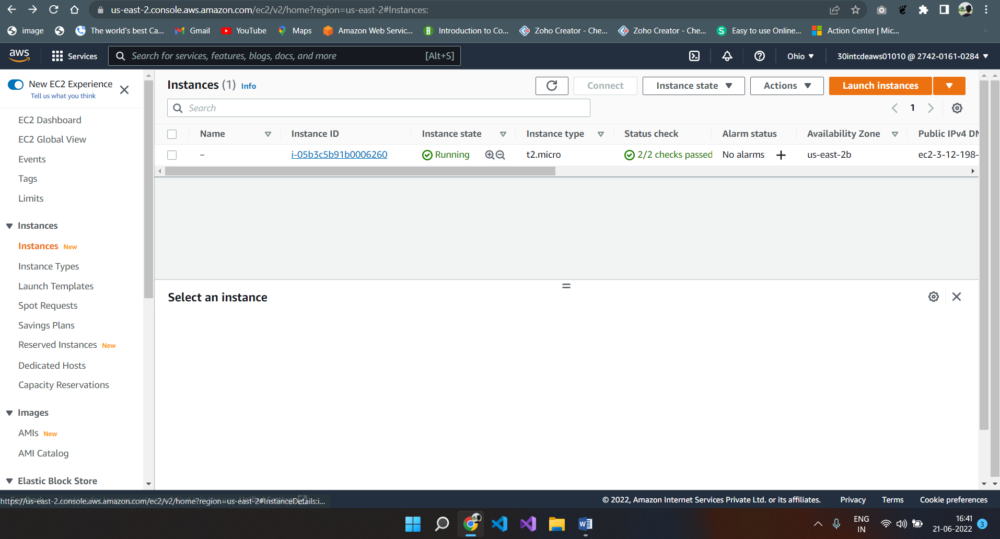 us-east-2.console.aws.amazon.com/ec2/v2/home?region=us-east-2#Instances:
image The world's best Ca... Gmail YouTube Maps Amazon Web Servic... Introduction to Co... Zoho Creator - Che... Zoho Creator - Che... Easy to use Online... Action Center | Mic... »
aws Services Search for services, features, blogs, docs, and more [Alt+S] Ohio 30intcdeaws01010 @ 2742-0161-0284
New EC2 Experience
Tell us what you think
EC2 Dashboard
EC2 Global View
Events
Tags
Limits
Instances
Instances New
Instance Types
Launch Templates
Spot Requests
Savings Plans
Reserved Instances New
Dedicated Hosts
Capacity Reservations
Images
AMIs New
AMI Catalog
Elastic Block Store
Instances (1) Info Connect Instance state Actions Launch instances
Search 1
Name Instance ID Instance state Instance type Status check Alarm status Availability Zone Public IPv4 DN
– i-05b3c5b91b0006260 Running t2.micro 2/2 checks passed No alarms + us-east-2b ec2-3-12-198-
Select an instance
https://us-east-2.console.aws.amazon.com/ec2/v2/home?region=us-east-2#InstanceDetails:i...
© 2022, Amazon Internet Services Private Ltd. or its affiliates. Privacy Terms Cookie preferences
ENG
IN
16:41
21-06-2022
3